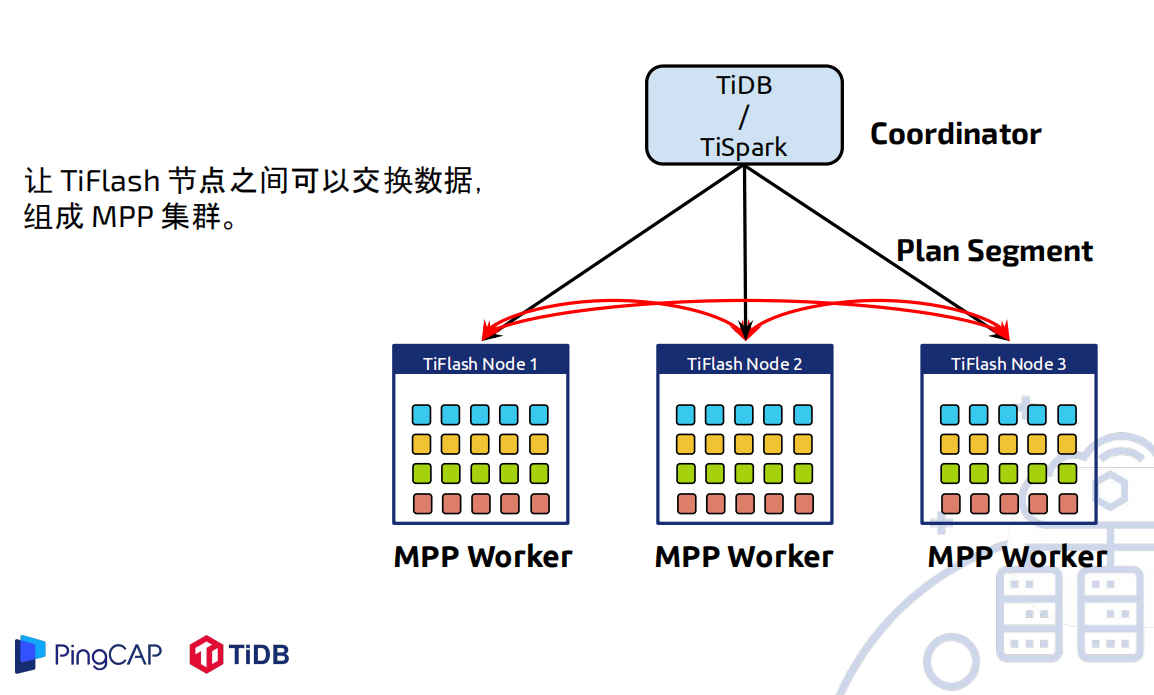 TiDB
/
TiSpark
Coordinator
让 TiFlash 节点之间可以交换数据,
组成 MPP 集群。
Plan Segment
TiFlash Node 1
TiFlash Node 2
TiFlash Node 3
MPP Worker
MPP Worker
MPP Worker
PingCAP
TiDB